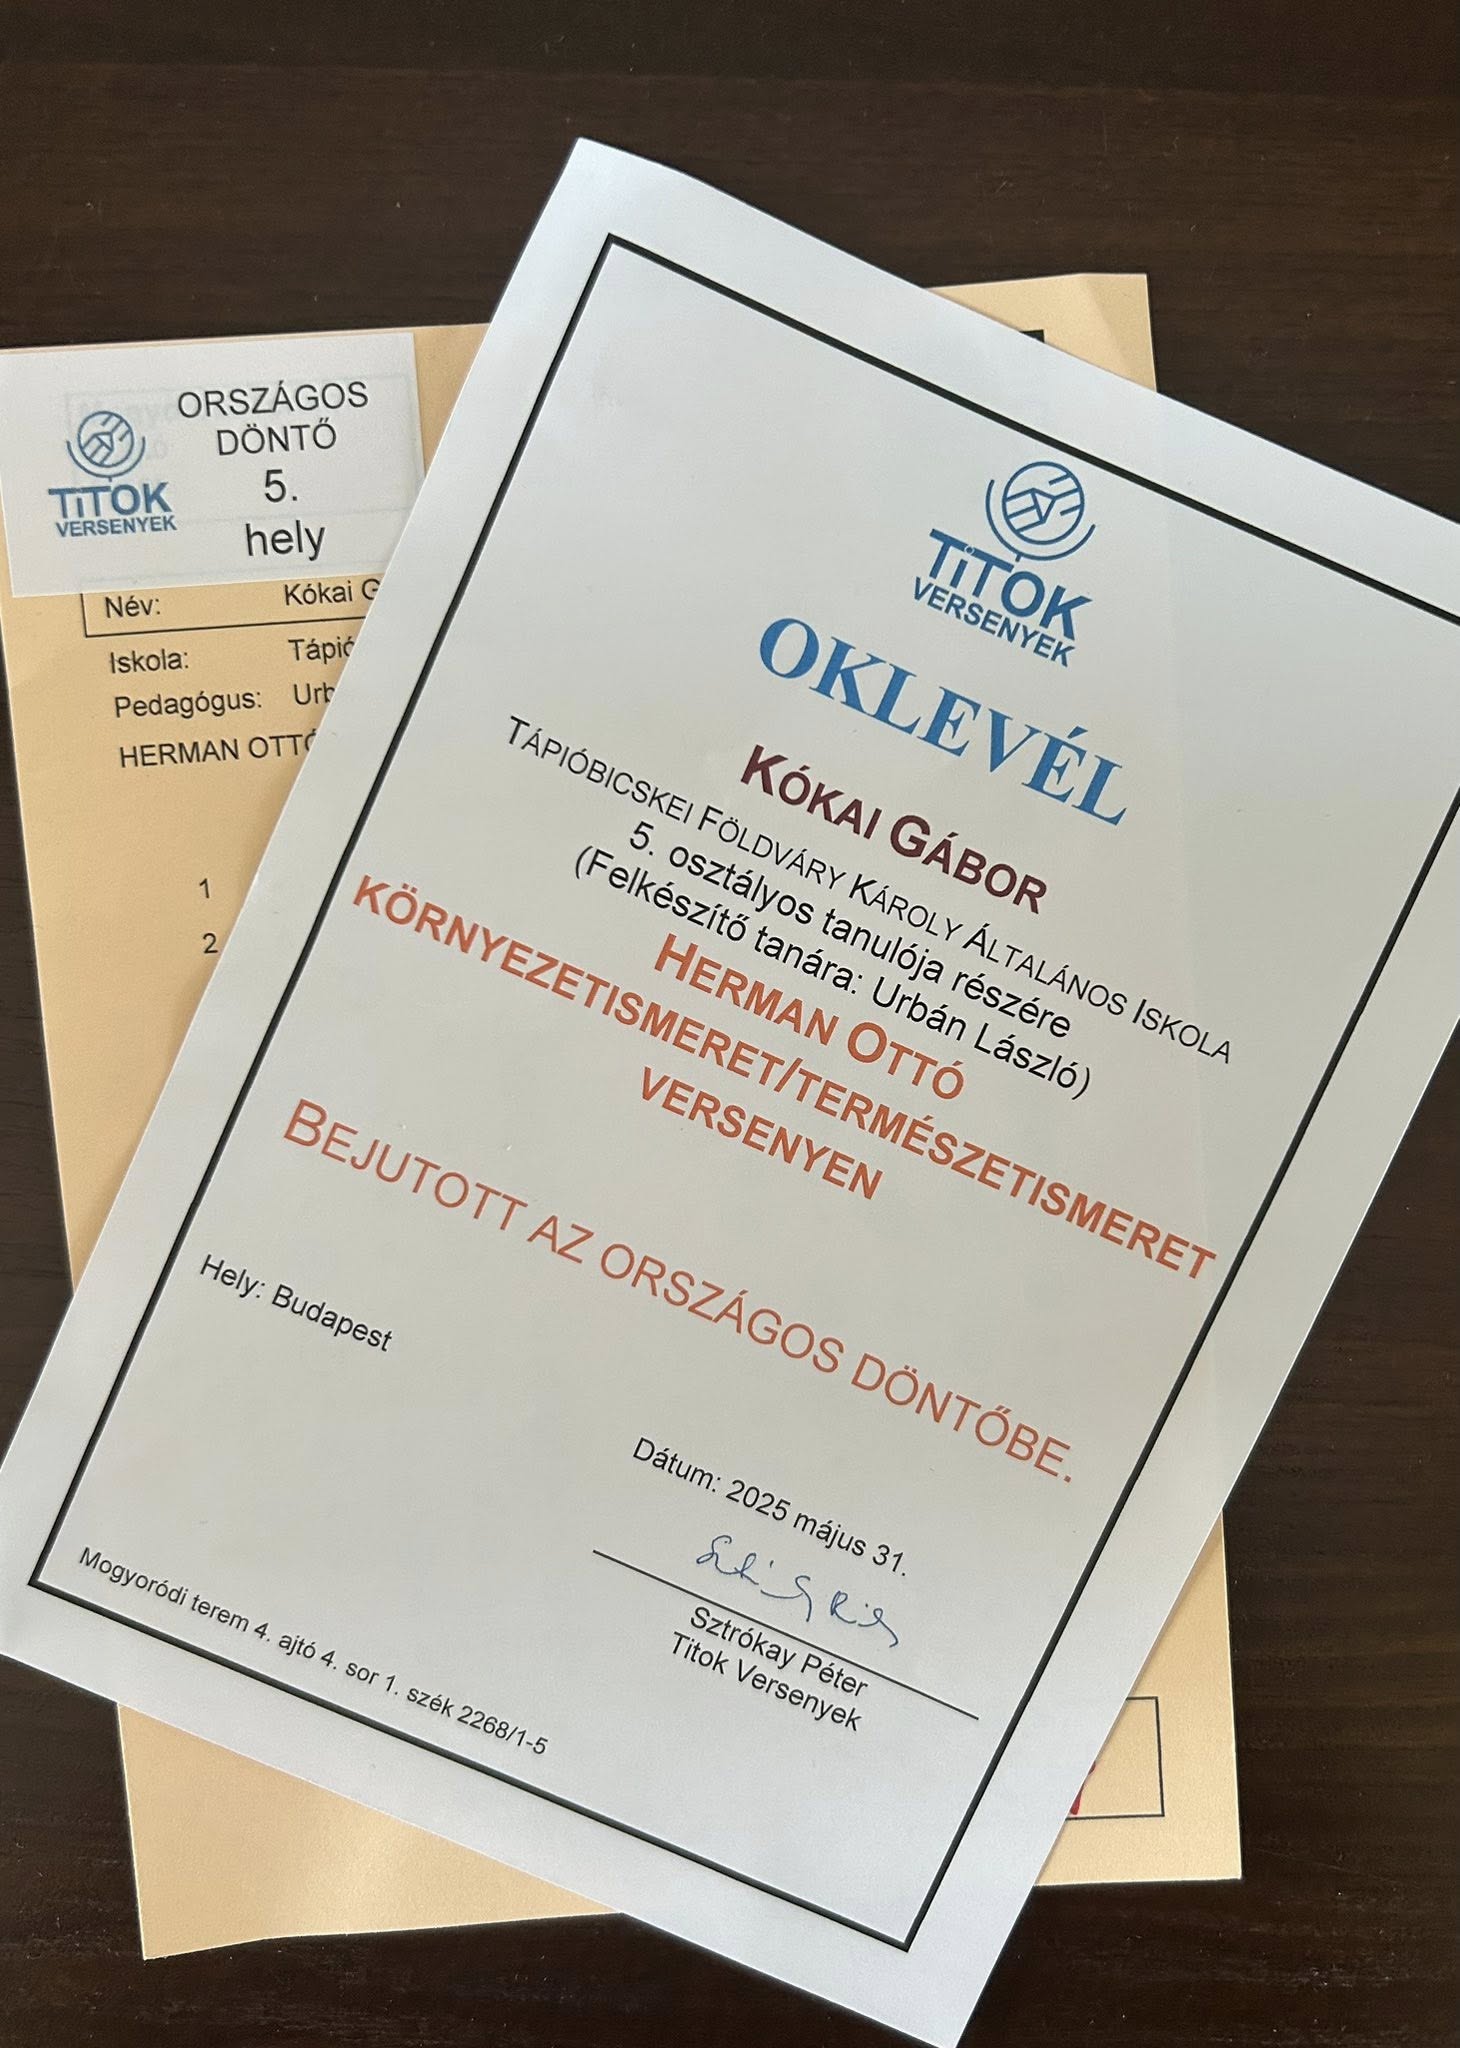 ORSZÁGOS
DÖNTŐ
5.
hely
TITOK
VERSENYEK
Név: Kókai G
Iskola: Tápió
Pedagógus: Urb
HERMAN OTTÓ
1
2
TITOK
VERSENYEK
OKLEVÉL
KÓKAI GÁBOR
TÁPIÓBICSKEI FÖLDVÁRY KÁROLY ÁLTALÁNOS ISKOLA
5. osztályos tanulója részére
(Felkészítő tanára: Urbán László)
HERMAN OTTÓ
KÖRNYEZETISMERET/TERMÉSZETISMERET
VERSENYEN
BEJUTOTT AZ ORSZÁGOS DÖNTŐBE.
Hely: Budapest
Dátum: 2025 május 31.
Sztrókay Péter
Titok Versenyek
Mogyoródi terem 4. ajtó 4. sor 1. szék 2268/1-5